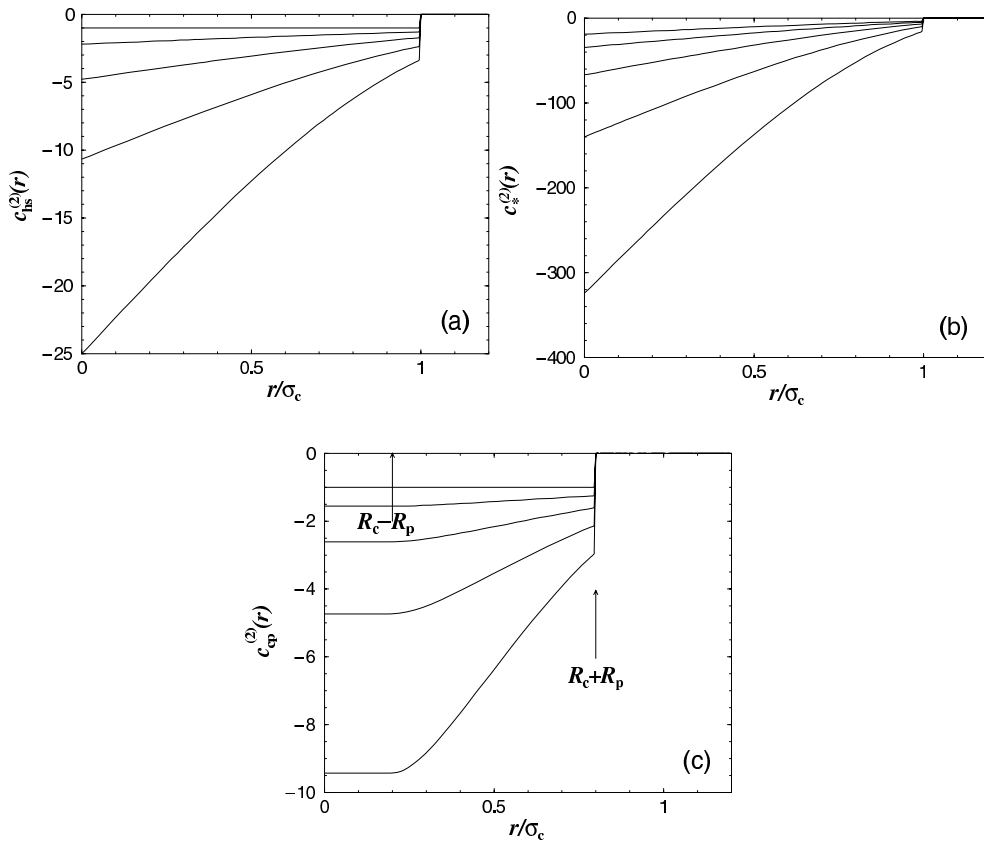 0
−5
−10
−15
−20
−25
c_hs^(2)(r)
0 0.5 1
r/σ_c
(a)
0
−100
−200
−300
−400
c_*^(2)(r)
0 0.5 1
r/σ_c
(b)
0
−2
−4
−6
−8
−10
c_cp^(2)(r)
R_c−R_p
R_c+R_p
0 0.5 1
r/σ_c
(c)